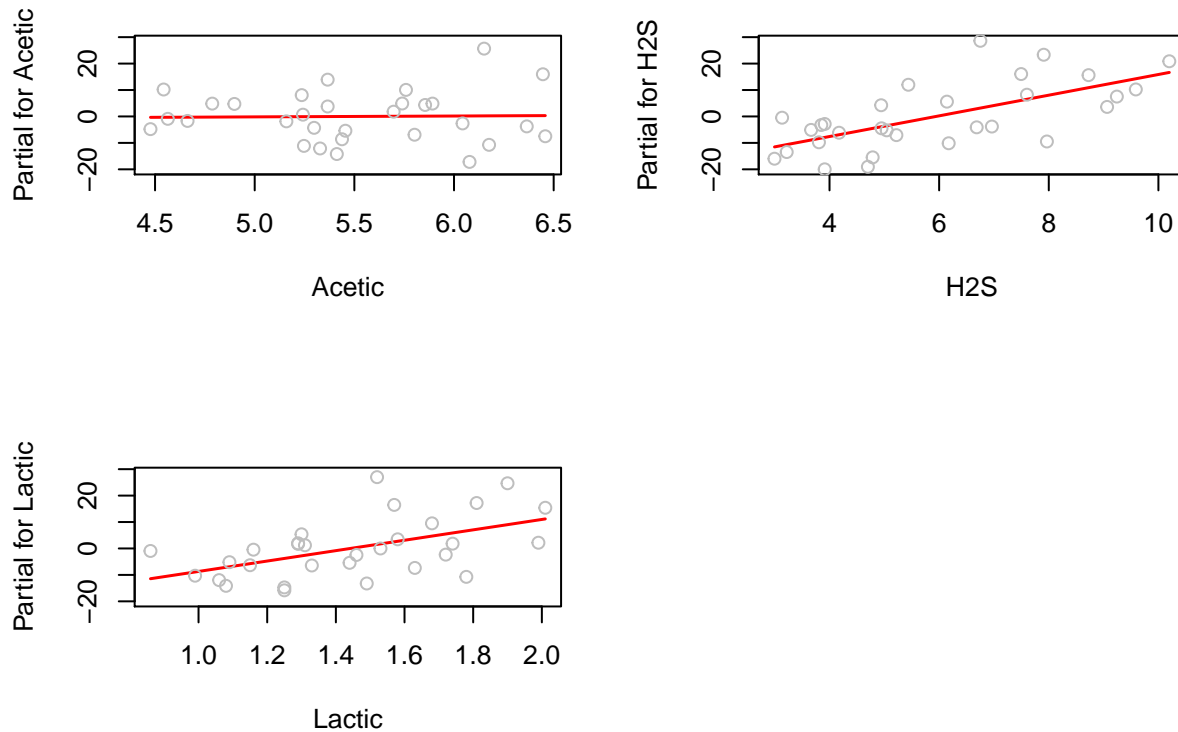 Partial for Acetic
20
0
−20
4.5 5.0 5.5 6.0 6.5
Acetic
Partial for H2S
20
0
−20
4 6 8 10
H2S
Partial for Lactic
20
0
−20
1.0 1.2 1.4 1.6 1.8 2.0
Lactic